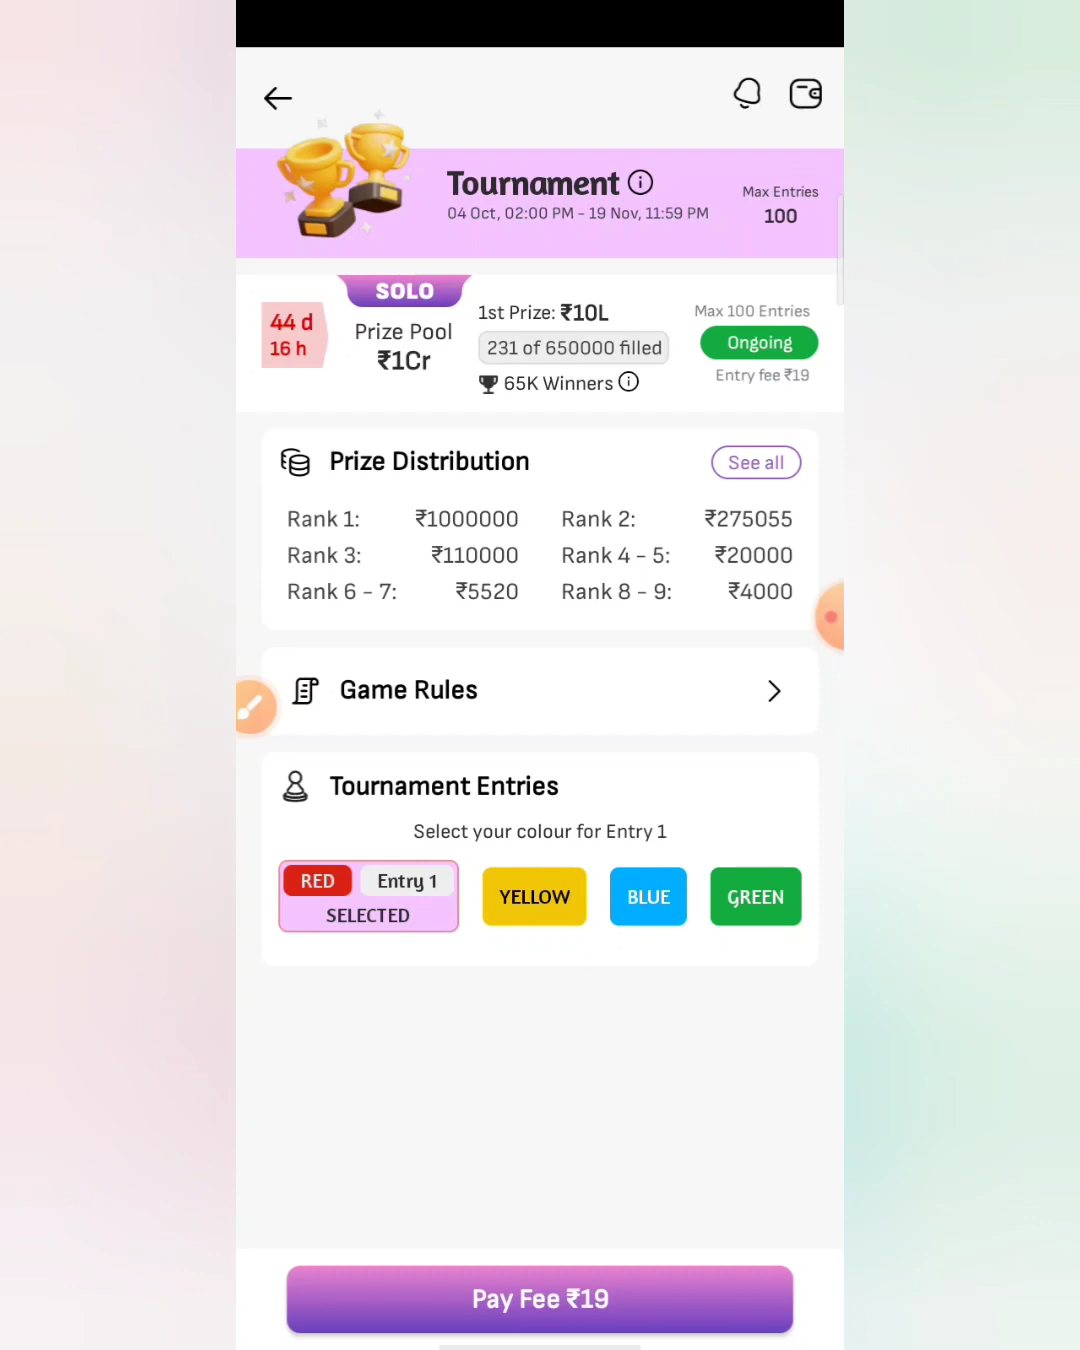 Tournament
04 Oct, 02:00 PM - 19 Nov, 11:59 PM
Max Entries
100
44 d
16 h
SOLO
Prize Pool
₹1Cr
1st Prize: ₹10L
231 of 650000 filled
65K Winners
Max 100 Entries
Ongoing
Entry fee ₹19
Prize Distribution
See all
Rank 1: ₹1000000 Rank 2: ₹275055
Rank 3: ₹110000 Rank 4 - 5: ₹20000
Rank 6 - 7: ₹5520 Rank 8 - 9: ₹4000
Game Rules
Tournament Entries
Select your colour for Entry 1
RED Entry 1
SELECTED
YELLOW
BLUE
GREEN
Pay Fee ₹19